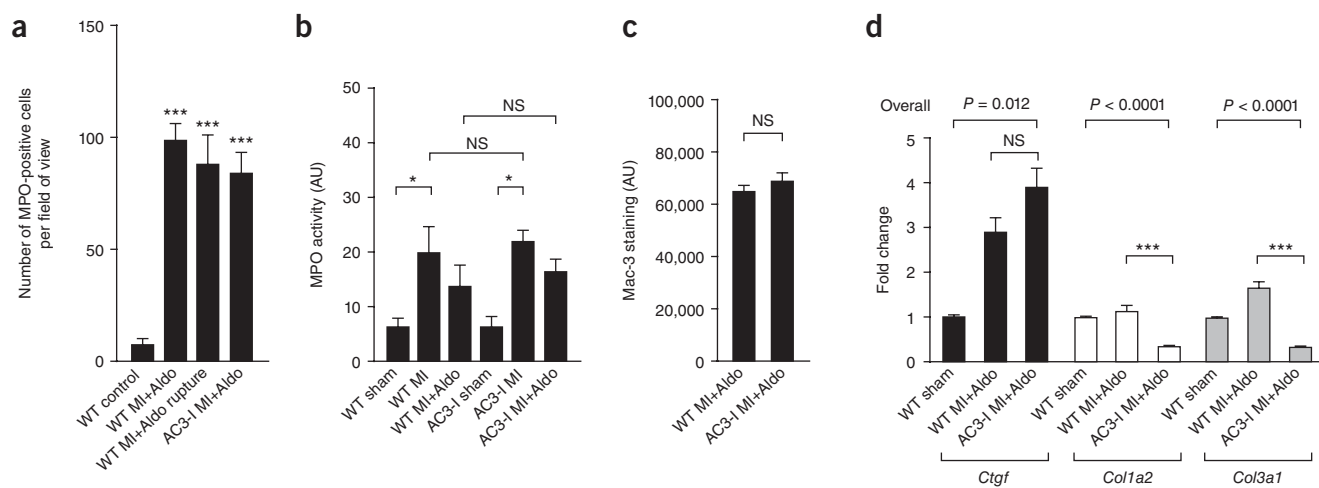 a
Number of MPO-positive cells
per field of view
150
100
50
0
***
***
***
WT control
WT MI+Aldo
WT MI+Aldo rupture
AC3-I MI+Aldo
b
MPO activity (AU)
50
40
30
20
10
0
NS
NS
*
*
WT sham
WT MI
WT MI+Aldo
AC3-I sham
AC3-I MI
AC3-I MI+Aldo
c
Mac-3 staining (AU)
100,000
80,000
60,000
40,000
20,000
0
NS
WT MI+Aldo
AC3-I MI+Aldo
d
Overall
P = 0.012
P < 0.0001
P < 0.0001
Fold change
5
4
3
2
1
0
NS
***
***
WT sham
WT MI+Aldo
AC3-I MI+Aldo
WT sham
WT MI+Aldo
AC3-I MI+Aldo
WT sham
WT MI+Aldo
AC3-I MI+Aldo
Ctgf
Col1a2
Col3a1